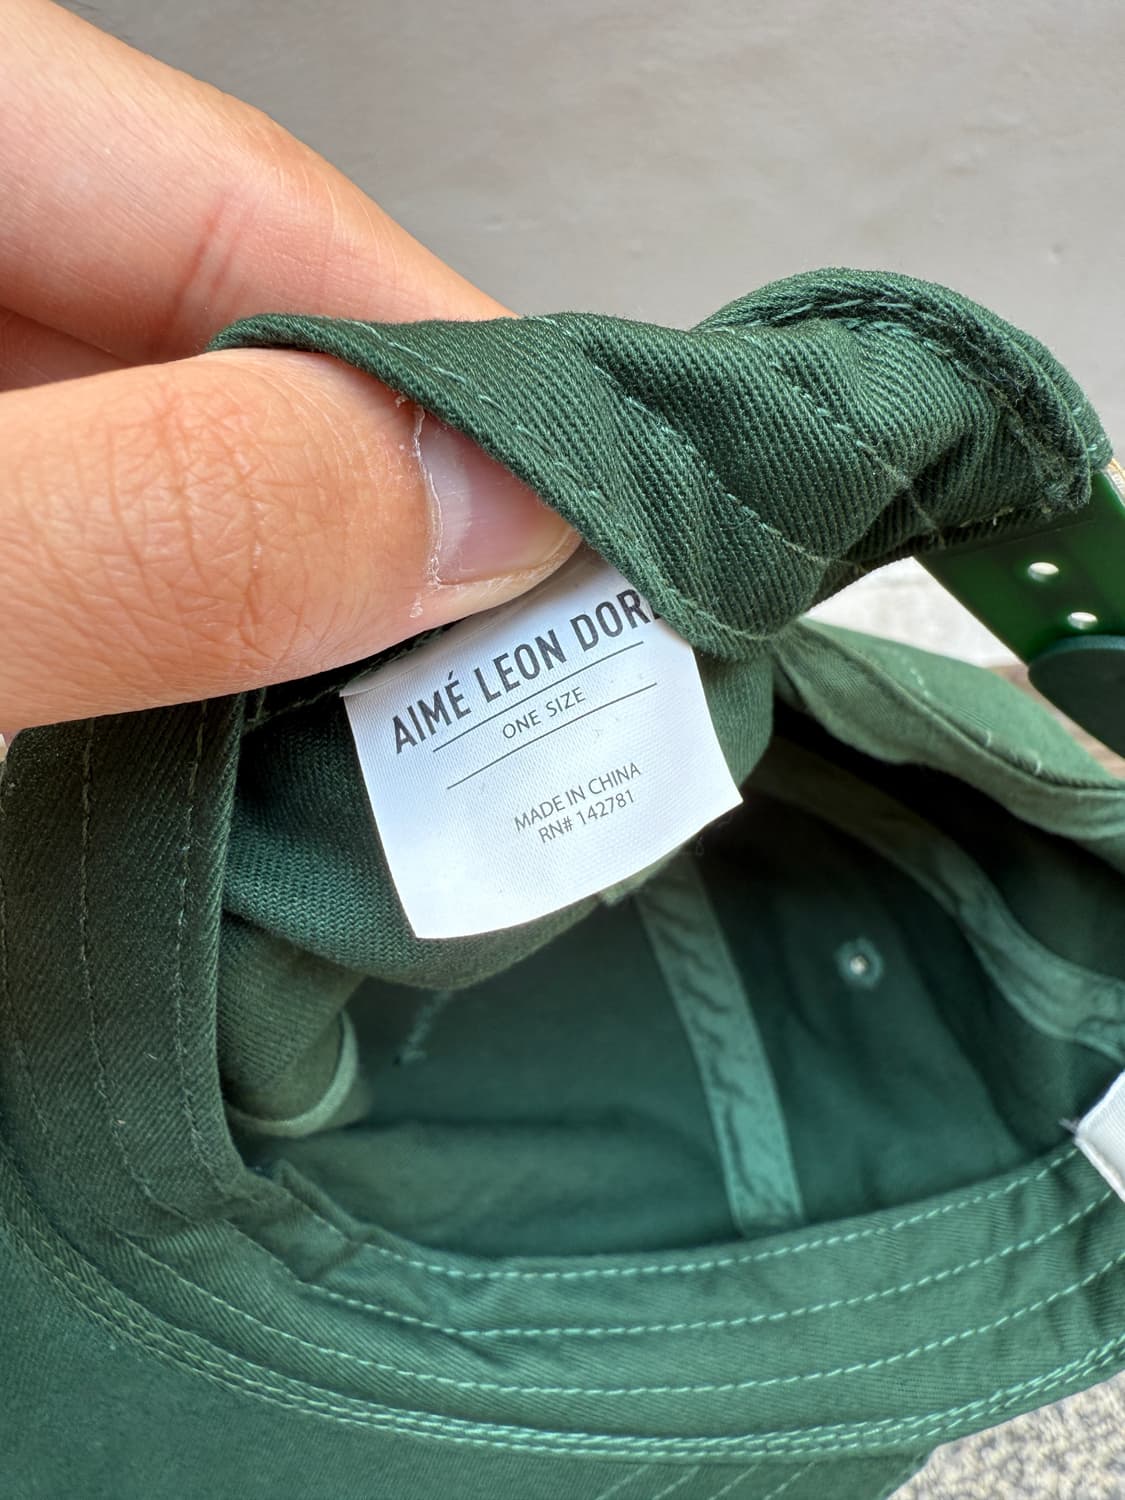 AIMÉ LEON DOR
ONE SIZE
MADE IN CHINA
RN# 142781